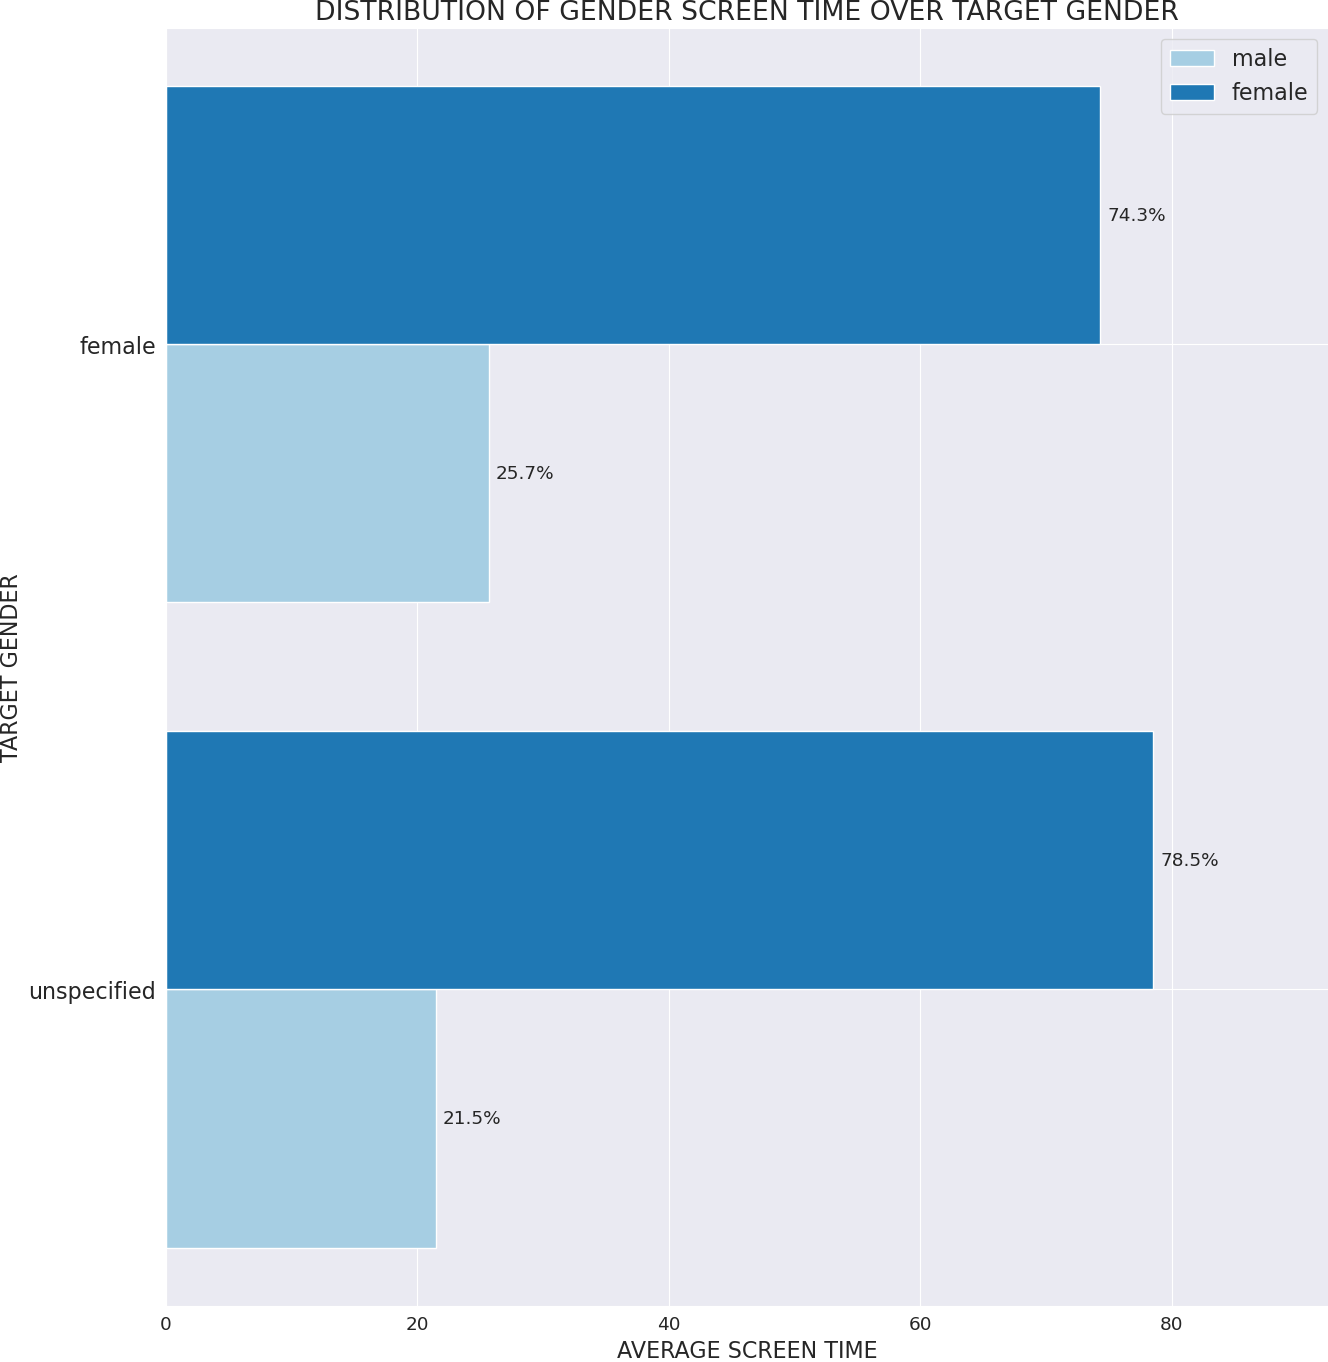 DISTRIBUTION OF GENDER SCREEN TIME OVER TARGET GENDER
male
female
74.3%
female
25.7%
TARGET GENDER
78.5%
unspecified
21.5%
0 20 40 60 80
AVERAGE SCREEN TIME